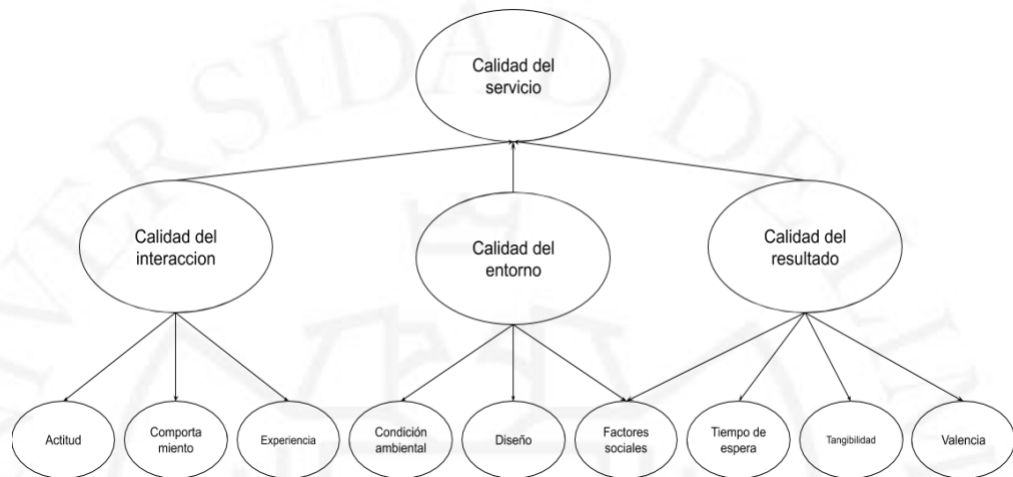 Calidad del
servicio
Calidad del
interaccion
Calidad del
entorno
Calidad del
resultado
Actitud
Comporta
miento
Experiencia
Condición
ambiental
Diseño
Factores
sociales
Tiempo de
espera
Tangibilidad
Valencia